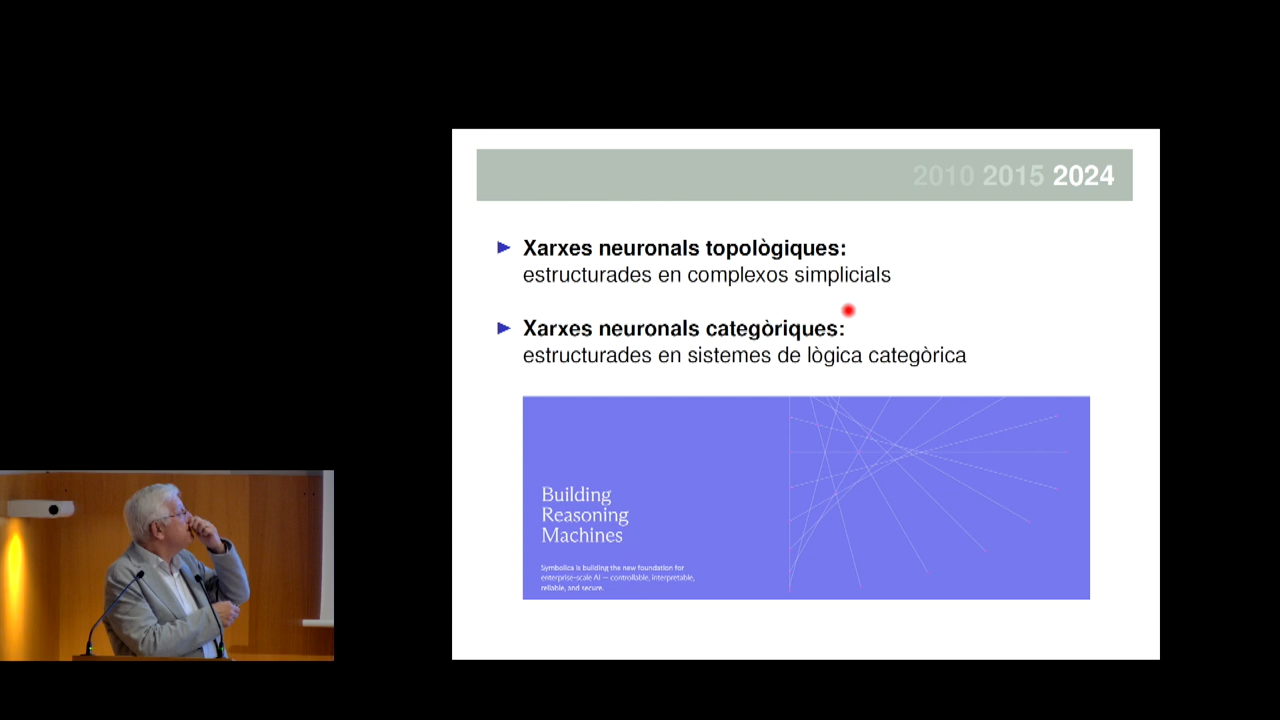 2010 2015 2024
Xarxes neuronals topològiques:
estructurades en complexos simplicials
Xarxes neuronals categòriques:
estructurades en sistemes de lògica categòrica
Building
Reasoning
Machines
Symbolica is building the new foundation for
enterprise-scale AI — controllable, interpretable,
reliable, and secure.